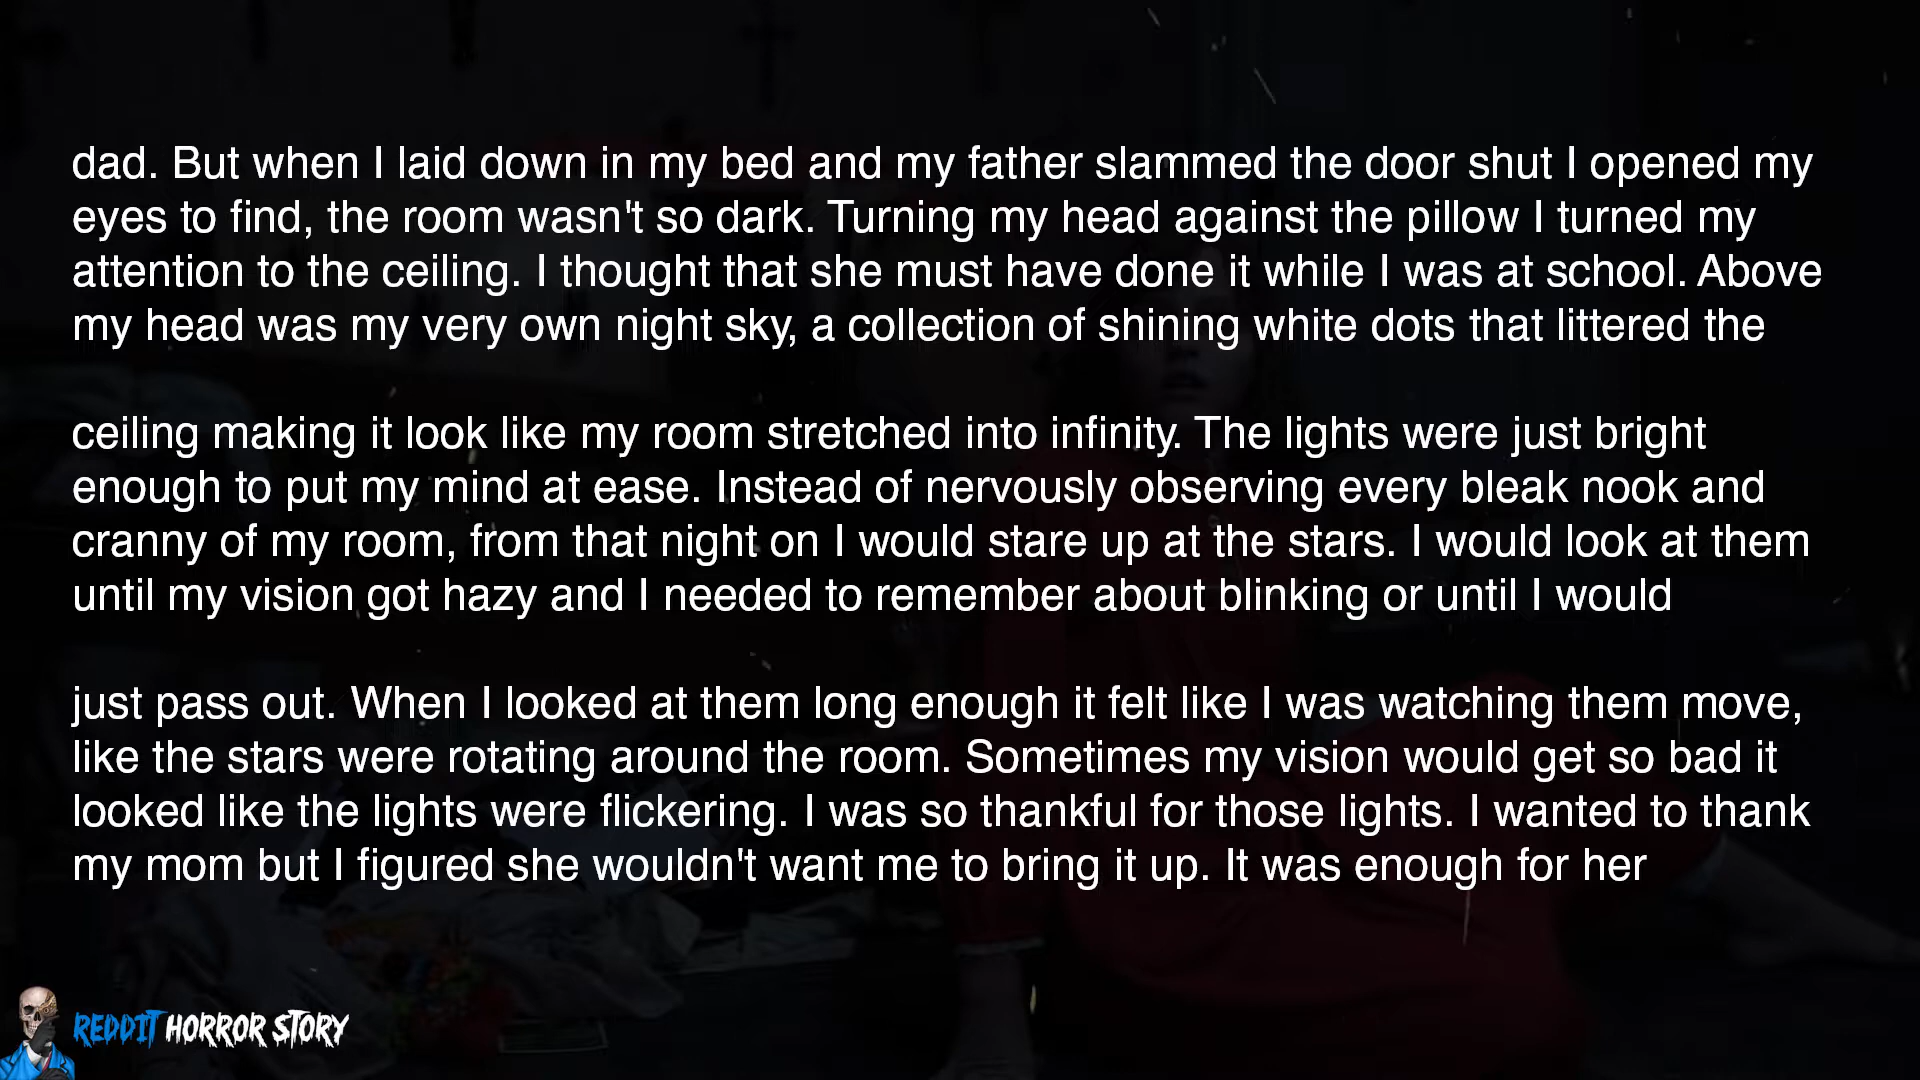 dad. But when I laid down in my bed and my father slammed the door shut I opened my
eyes to find, the room wasn't so dark. Turning my head against the pillow I turned my
attention to the ceiling. I thought that she must have done it while I was at school. Above
my head was my very own night sky, a collection of shining white dots that littered the
ceiling making it look like my room stretched into infinity. The lights were just bright
enough to put my mind at ease. Instead of nervously observing every bleak nook and
cranny of my room, from that night on I would stare up at the stars. I would look at them
until my vision got hazy and I needed to remember about blinking or until I would
just pass out. When I looked at them long enough it felt like I was watching them move,
like the stars were rotating around the room. Sometimes my vision would get so bad it
looked like the lights were flickering. I was so thankful for those lights. I wanted to thank
my mom but I figured she wouldn't want me to bring it up. It was enough for her
REDDIT HORROR STORY